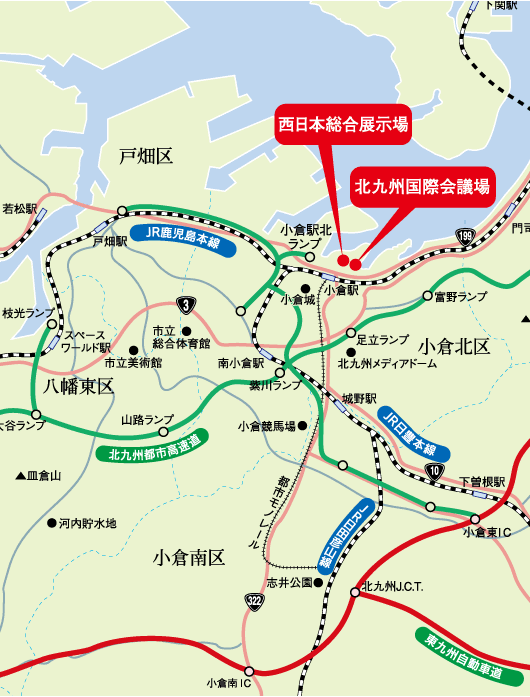 下関駅
西日本総合展示場
戸畑区
北九州国際会議場
若松駅
小倉駅北
ランプ
門司
199
戸畑駅
JR鹿児島本線
小倉駅
小倉城
富野ランプ
3
枝光ランプ
市立
総合体育館
スペース
ワールド駅
足立ランプ
小倉北区
市立美術館
南小倉駅
北九州メディアドーム
八幡東区
紫川ランプ
城野駅
大谷ランプ
山路ランプ
小倉競馬場
JR日豊本線
北九州都市高速道
10
皿倉山
下曽根駅
都市モノレール
河内貯水地
JR日田彦山線
小倉東IC
小倉南区
志井公園
北九州J.C.T.
322
東九州自動車道
小倉南IC